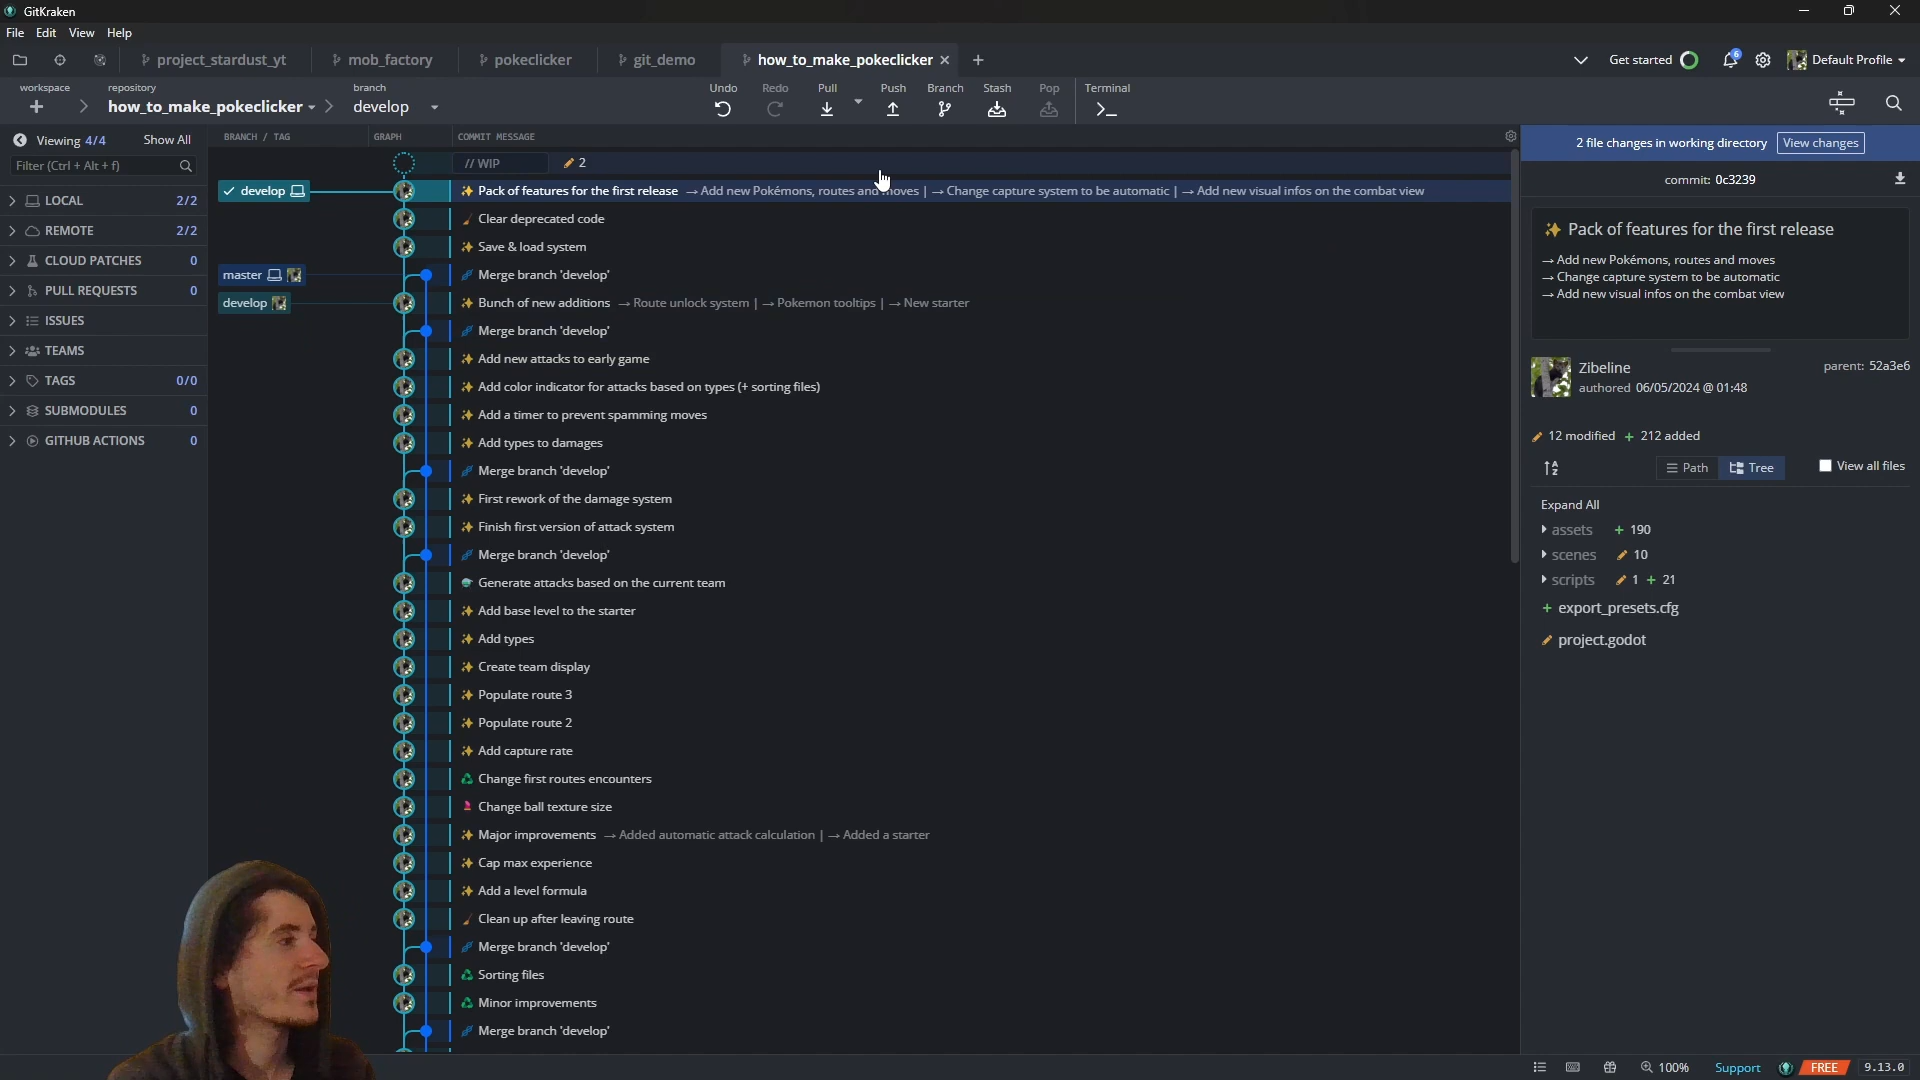 GitKraken
File Edit View Help
project_stardust_yt mob_factory pokeclicker git_demo how_to_make_pokeclicker Get started 6 Default Profile
workspace repository branch
how_to_make_pokeclicker develop
Undo Redo Pull Push Branch Stash Pop Terminal
Viewing 4/4 Show All
Filter (Ctrl + Alt + f)
LOCAL 2/2
REMOTE 2/2
CLOUD PATCHES 0
PULL REQUESTS 0
ISSUES
TEAMS
TAGS 0/0
SUBMODULES 0
GITHUB ACTIONS 0
BRANCH / TAG GRAPH COMMIT MESSAGE
// WIP 2
develop Pack of features for the first release → Add new Pokémons, routes and moves | → Change capture system to be automatic | → Add new visual infos on the combat view
Clear deprecated code
Save & load system
master Merge branch 'develop'
develop Bunch of new additions → Route unlock system | → Pokemon tooltips | → New starter
Merge branch 'develop'
Add new attacks to early game
Add color indicator for attacks based on types (+ sorting files)
Add a timer to prevent spamming moves
Add types to damages
Merge branch 'develop'
First rework of the damage system
Finish first version of attack system
Merge branch 'develop'
Generate attacks based on the current team
Add base level to the starter
Add types
Create team display
Populate route 3
Populate route 2
Add capture rate
Change first routes encounters
Change ball texture size
Major improvements → Added automatic attack calculation | → Added a starter
Cap max experience
Add a level formula
Clean up after leaving route
Merge branch 'develop'
Sorting files
Minor improvements
Merge branch 'develop'
2 file changes in working directory View changes
commit: 0c3239
Pack of features for the first release
→ Add new Pokémons, routes and moves
→ Change capture system to be automatic
→ Add new visual infos on the combat view
Zibeline parent: 52a3e6
authored 06/05/2024 @ 01:48
12 modified + 212 added
Path Tree View all files
Expand All
assets + 190
scenes 10
scripts 1 + 21
+ export_presets.cfg
project.godot
100% Support FREE 9.13.0